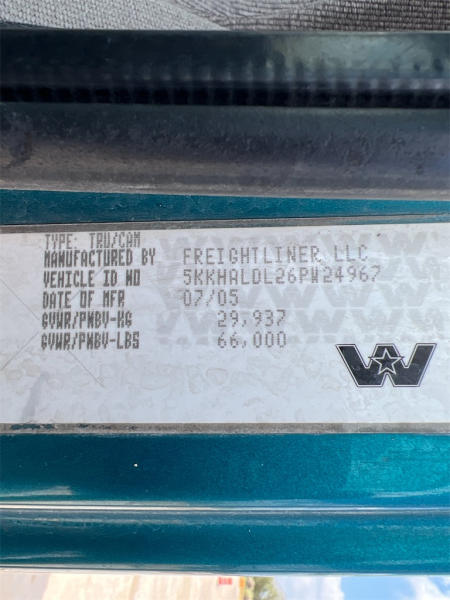 TYPE: TRU/CAM
MANUFACTURED BY FREIGHTLINER LLC
VEHICLE ID NO 5KKHALDL26PW24967
DATE OF MFR 07/05
GVWR/PNBV-KG 29,937
GVWR/PNBV-LBS 66,000
W